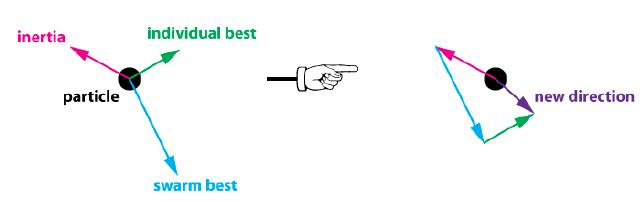 inertia
individual best
particle
new direction
swarm best